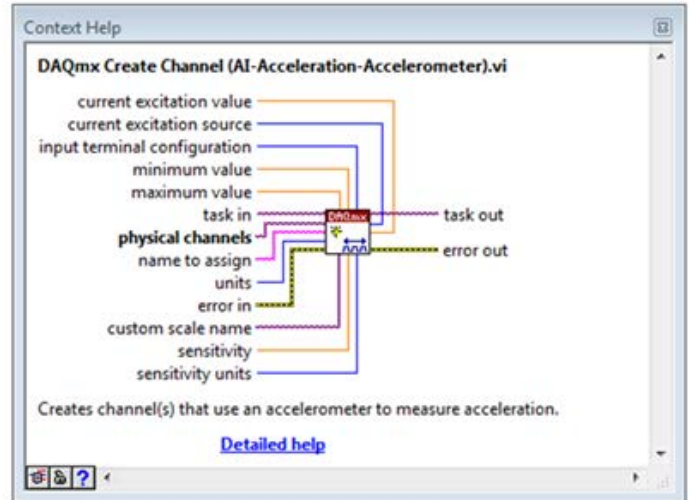 Context Help
DAQmx Create Channel (AI-Acceleration-Accelerometer).vi
current excitation value
current excitation source
input terminal configuration
minimum value
maximum value
task in
task out
physical channels
name to assign
error out
units
error in
custom scale name
sensitivity
sensitivity units
DAQmx
Creates channel(s) that use an accelerometer to measure acceleration.
Detailed help
?